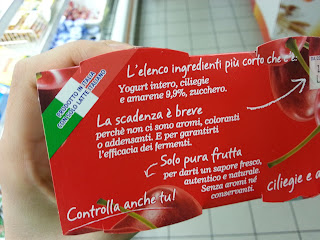 L'elenco ingredienti più corto che c'è:
Yogurt intero, ciliegie
e amarene 9,9%, zucchero.
PRODOTTO IN ITALIA
CON SOLO LATTE ITALIANO
La scadenza è breve
perchè non ci sono aromi, coloranti
o addensanti. E per garantirti
l'efficacia dei fermenti.
Solo pura frutta
per darti un sapore fresco,
autentico e naturale.
Senza aromi né
conservanti.
Controlla anche tu!
ciliegie e a